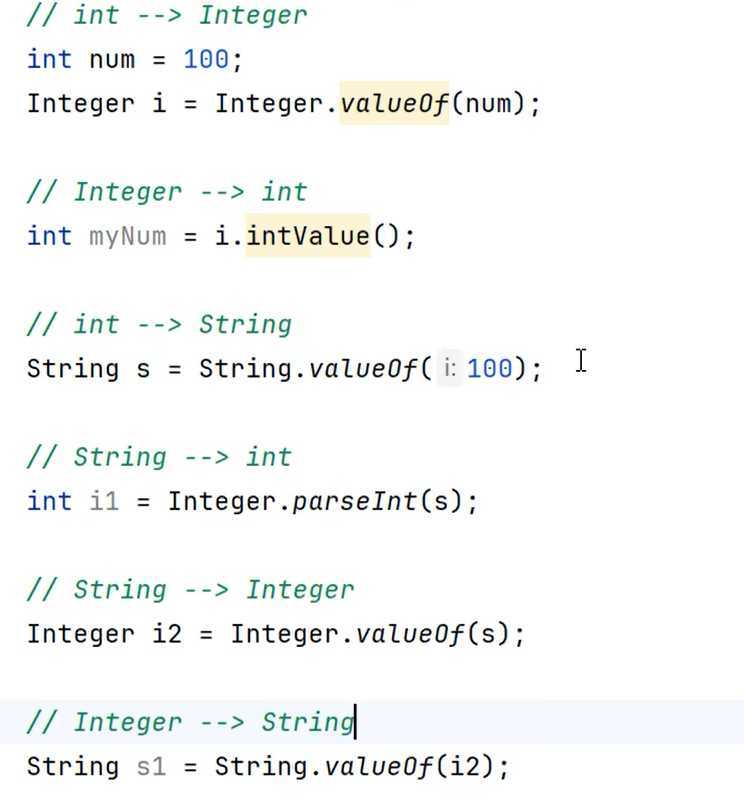 // int --> Integer
int num = 100;
Integer i = Integer.valueOf(num);
// Integer --> int
int myNum = i.intValue();
// int --> String
String s = String.valueOf( i: 100);
// String --> int
int i1 = Integer.parseInt(s);
// String --> Integer
Integer i2 = Integer.valueOf(s);
// Integer --> String
String s1 = String.valueOf(i2);